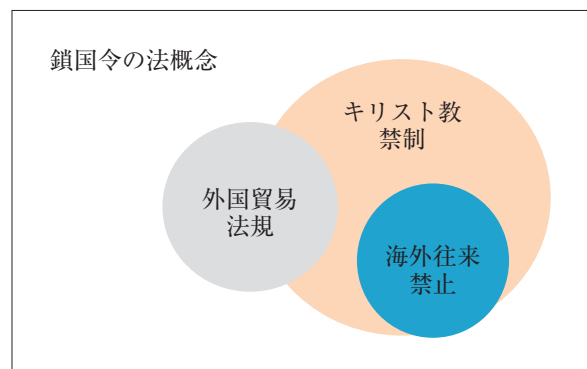 鎖国令の法概念
キリスト教
禁制
外国貿易
法規
海外往来
禁止